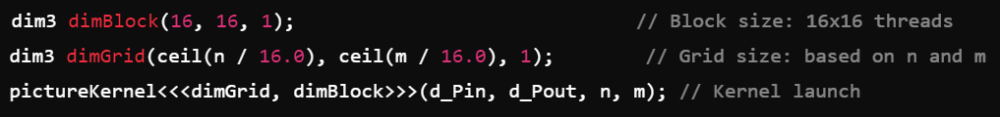 dim3 dimBlock(16, 16, 1); // Block size: 16x16 threads
dim3 dimGrid(ceil(n / 16.0), ceil(m / 16.0), 1); // Grid size: based on n and m
pictureKernel<<<dimGrid, dimBlock>>>(d_Pin, d_Pout, n, m); // Kernel launch